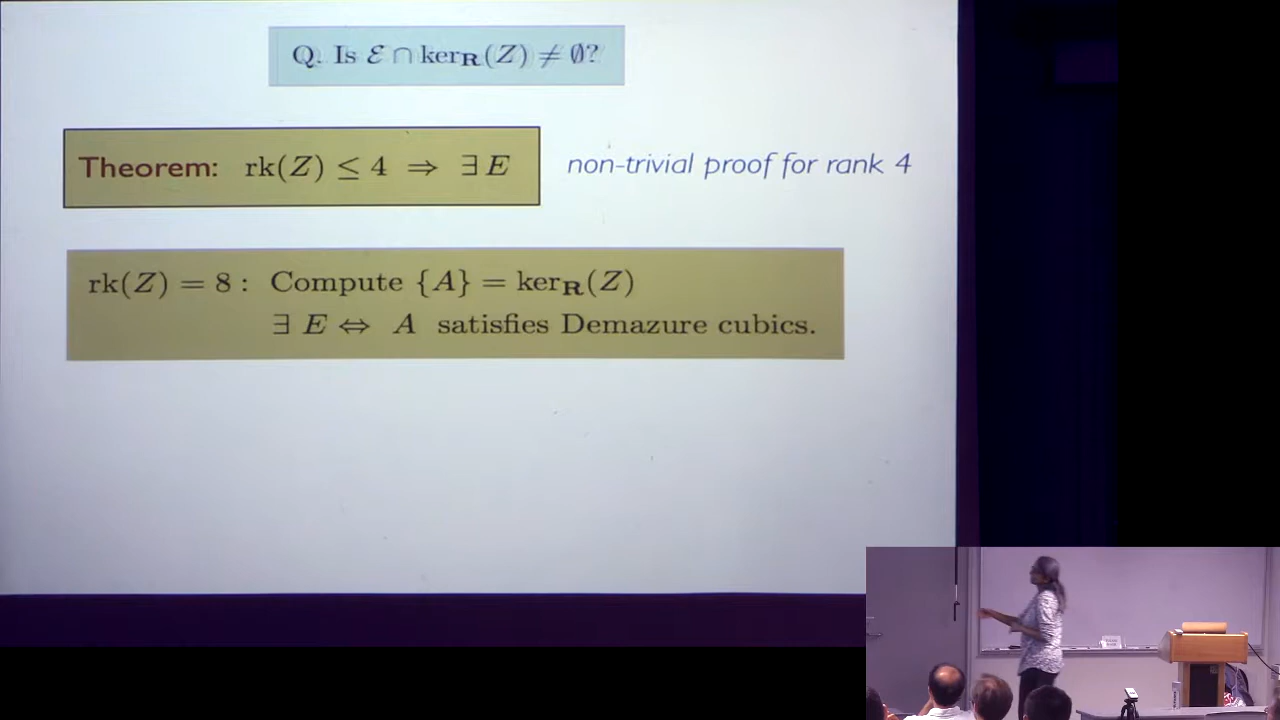 Q. Is ℰ ∩ ker_R(Z) ≠ ∅?
Theorem: rk(Z) ≤ 4 ⇒ ∃ E
non-trivial proof for rank 4
rk(Z) = 8 : Compute {A} = ker_R(Z)
∃ E ⇔ A satisfies Demazure cubics.